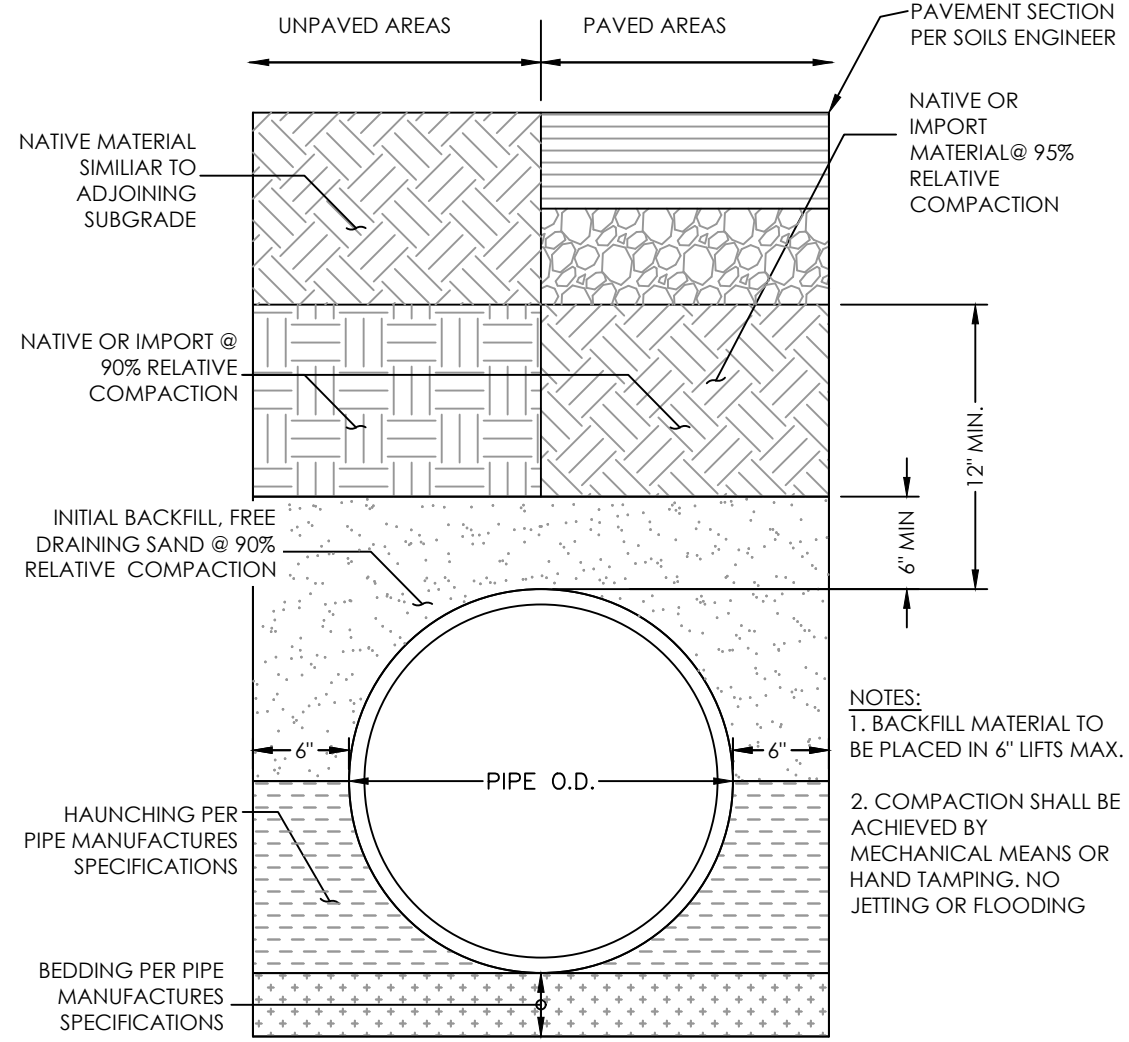 UNPAVED AREAS
PAVED AREAS
PAVEMENT SECTION
PER SOILS ENGINEER
NATIVE OR
IMPORT
MATERIAL@ 95%
RELATIVE
COMPACTION
NATIVE MATERIAL
SIMILIAR TO
ADJOINING
SUBGRADE
NATIVE OR IMPORT @
90% RELATIVE
COMPACTION
12" MIN.
6" MIN
INITIAL BACKFILL, FREE
DRAINING SAND @ 90%
RELATIVE COMPACTION
6"
PIPE O.D.
6"
NOTES:
1. BACKFILL MATERIAL TO
BE PLACED IN 6" LIFTS MAX.
2. COMPACTION SHALL BE
ACHIEVED BY
MECHANICAL MEANS OR
HAND TAMPING. NO
JETTING OR FLOODING
HAUNCHING PER
PIPE MANUFACTURES
SPECIFICATIONS
BEDDING PER PIPE
MANUFACTURES
SPECIFICATIONS